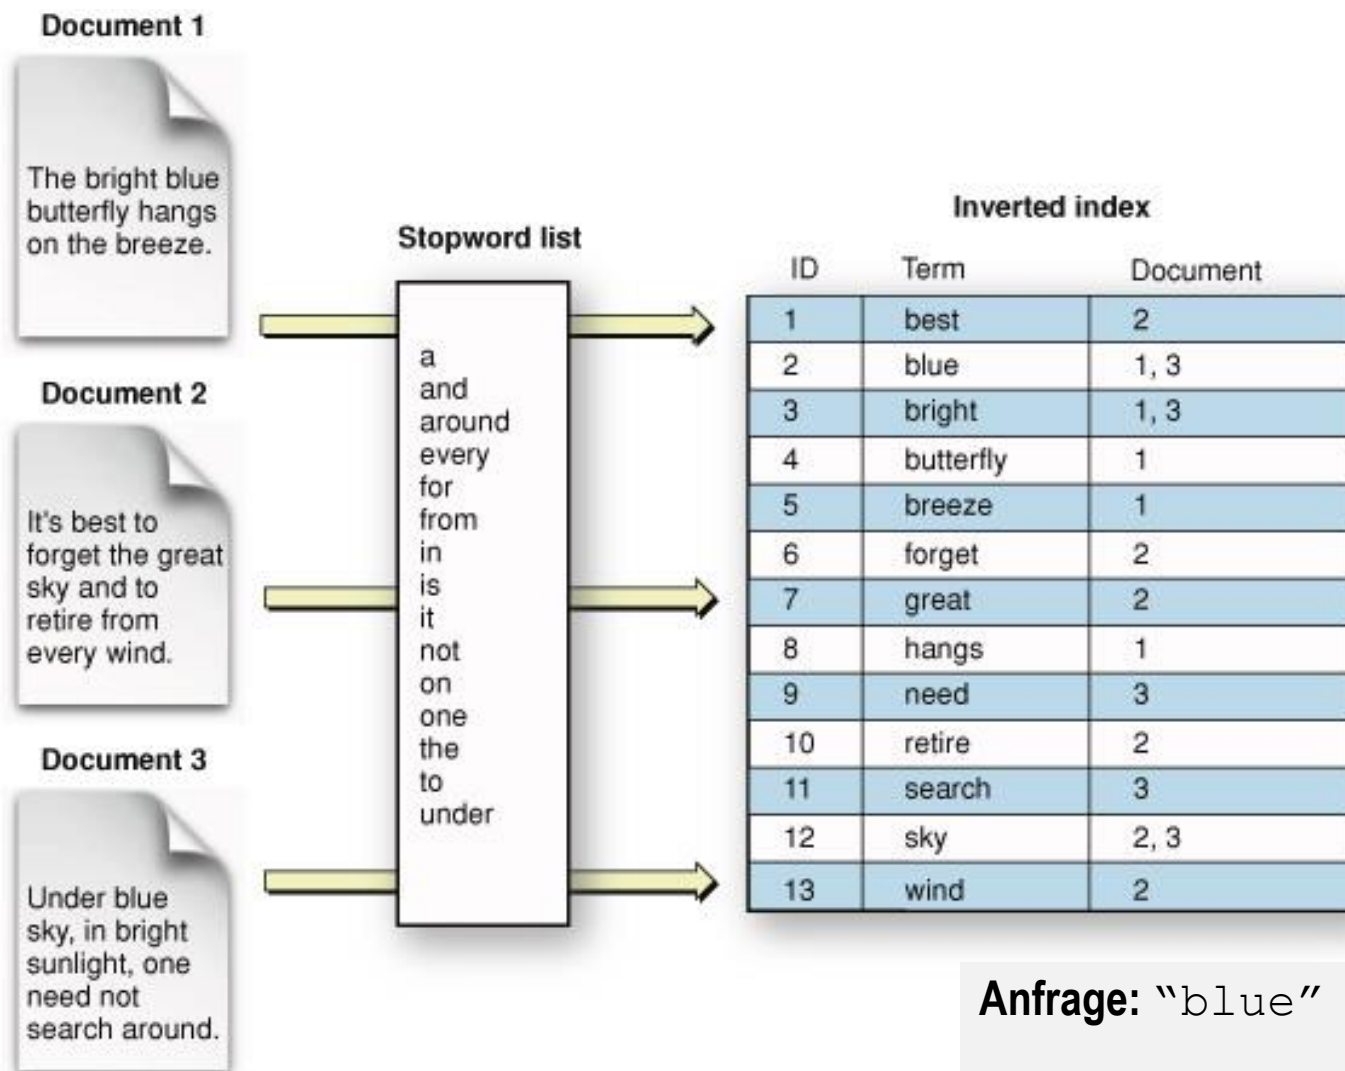 Document 1
The bright blue
butterfly hangs
on the breeze.
Document 2
It's best to
forget the great
sky and to
retire from
every wind.
Document 3
Under blue
sky, in bright
sunlight, one
need not
search around.
Stopword list
a
and
around
every
for
from
in
is
it
not
on
one
the
to
under
Inverted index
ID Term Document
1 best 2
2 blue 1, 3
3 bright 1, 3
4 butterfly 1
5 breeze 1
6 forget 2
7 great 2
8 hangs 1
9 need 3
10 retire 2
11 search 3
12 sky 2, 3
13 wind 2
Anfrage: “blue”